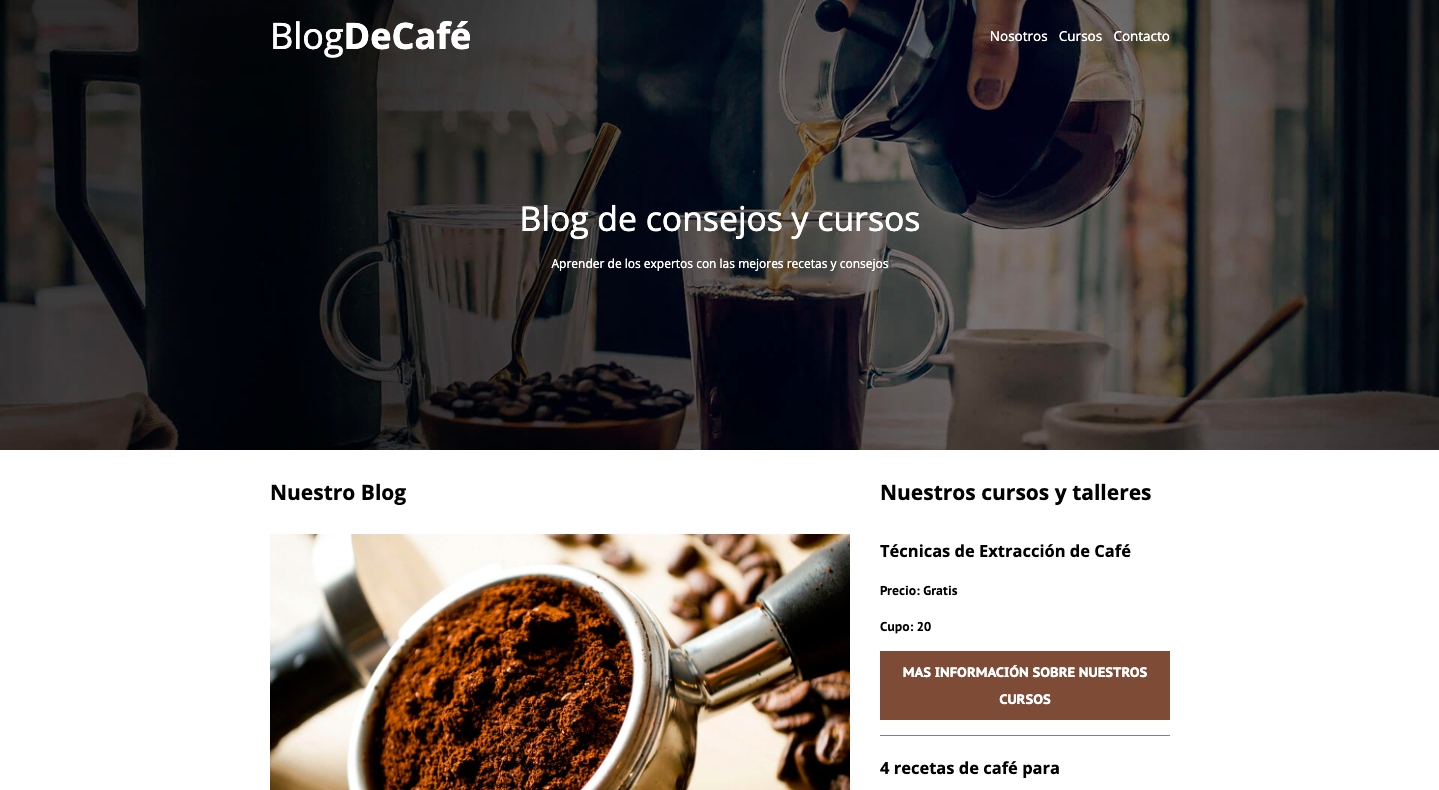 BlogDeCafé
Nosotros Cursos Contacto
Blog de consejos y cursos
Aprender de los expertos con las mejores recetas y consejos
Nuestro Blog
Nuestros cursos y talleres
Técnicas de Extracción de Café
Precio: Gratis
Cupo: 20
MAS INFORMACIÓN SOBRE NUESTROS
CURSOS
4 recetas de café para